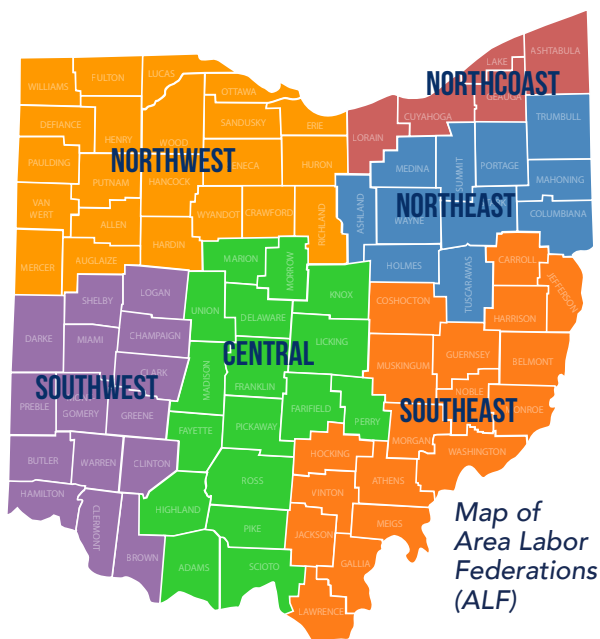 ASHTABULA
LAKE
NORTHCOAST
GEAUGA
LUCAS
FULTON
WILLIAMS
OTTAWA
CUYAHOGA
TRUMBULL
SANDUSKY
DEFIANCE
ERIE
LORAIN
HENRY
WOOD
NORTHWEST
PAULDING
ENECA
HURON
MEDINA
SUMMIT
PORTAGE
MAHONING
PUTNAM
HANCOCK
VAN
WERT
WYANDOT
CRAWFORD
RICHLAND
ASHLAND
NORTHEAST
WAYNE
COLUMBIANA
ALLEN
HARDIN
MERCER
AUGLAIZE
MARION
MORROW
HOLMES
TUSCARAWAS
CARROLL
JEFFERSON
LOGAN
SHELBY
KNOX
COSHOCTON
UNION
DELAWARE
HARRISON
DARKE
MIAMI
CHAMPAIGN
LICKING
CENTRAL
CLARK
MADISON
FRANKLIN
MUSKINGUM
GUERNSEY
BELMONT
SOUTHWEST
PREBLE
GOMERY
GREENE
FARIFIELD
PERRY
NOBLE
MONROE
SOUTHEAST
FAYETTE
PICKAWAY
MORGAN
WASHINGTON
BUTLER
WARREN
CLINTON
HOCKING
ROSS
ATHENS
HAMILTON
CLERMONT
HIGHLAND
VINTON
PIKE
JACKSON
MEIGS
BROWN
ADAMS
SCIOTO
GALLIA
LAWRENCE
Map of
Area Labor
Federations
(ALF)